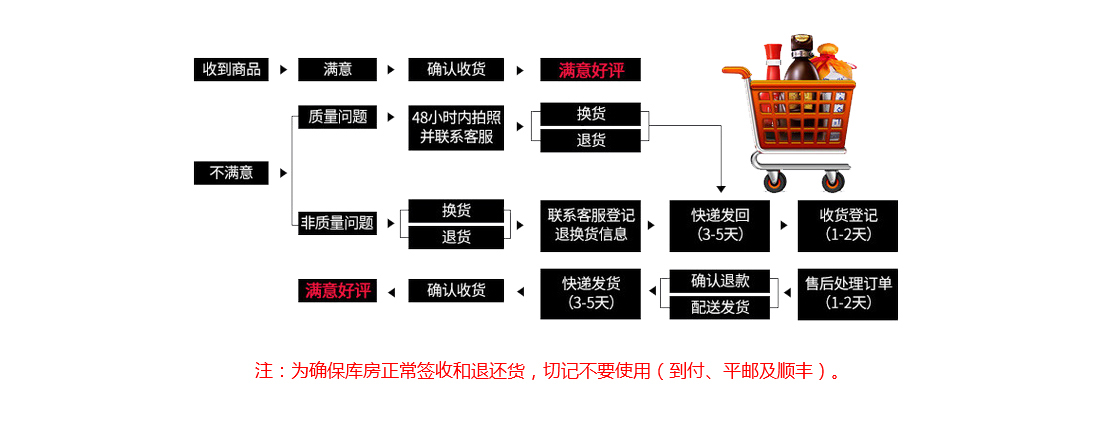 收到商品
满意
确认收货
满意好评
质量问题
48小时内拍照
并联系客服
换货
退货
不满意
非质量问题
换货
退货
联系客服登记
退换货信息
快递发回
（3-5天）
收货登记
（1-2天）
满意好评
确认收货
快递发货
（3-5天）
确认退款
配送发货
售后处理订单
（1-2天）
注：为确保库房正常签收和退还货，切记不要使用（到付、平邮及顺丰）。